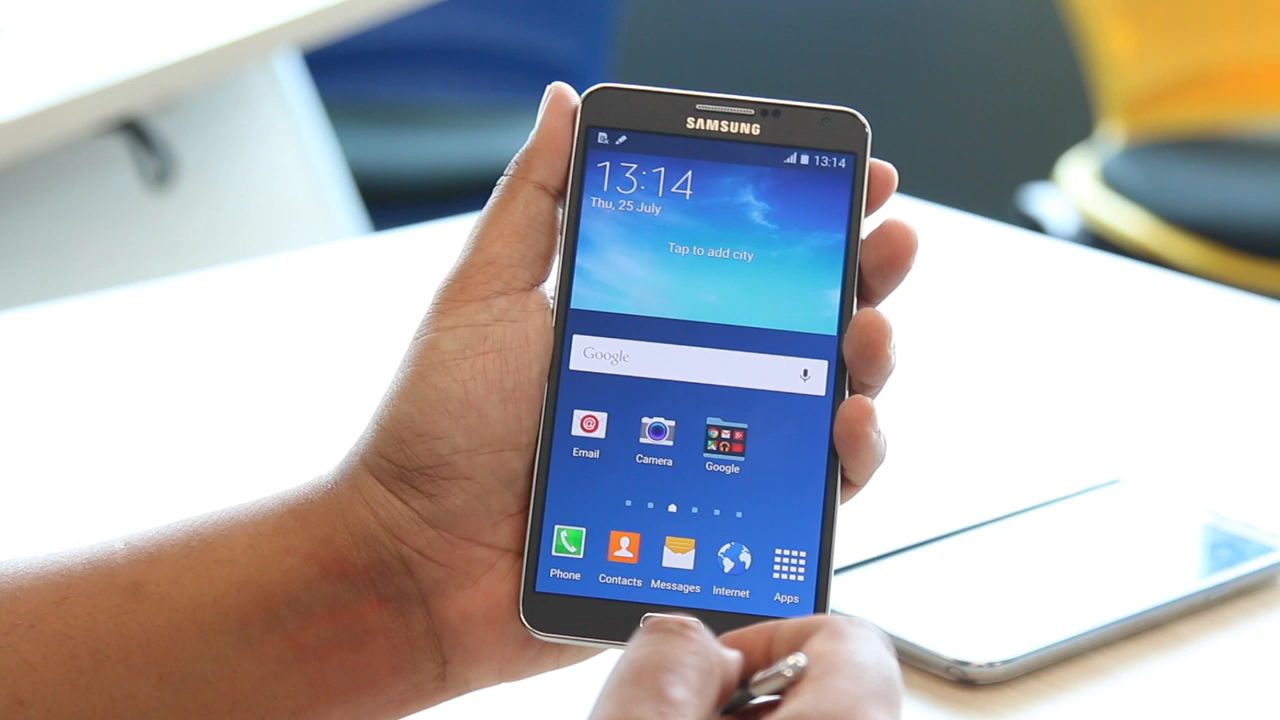 SAMSUNG
13:14
13:14
Thu, 25 July
Tap to add city
Google
Email
Camera
Google
Phone
Contacts
Messages
Internet
Apps